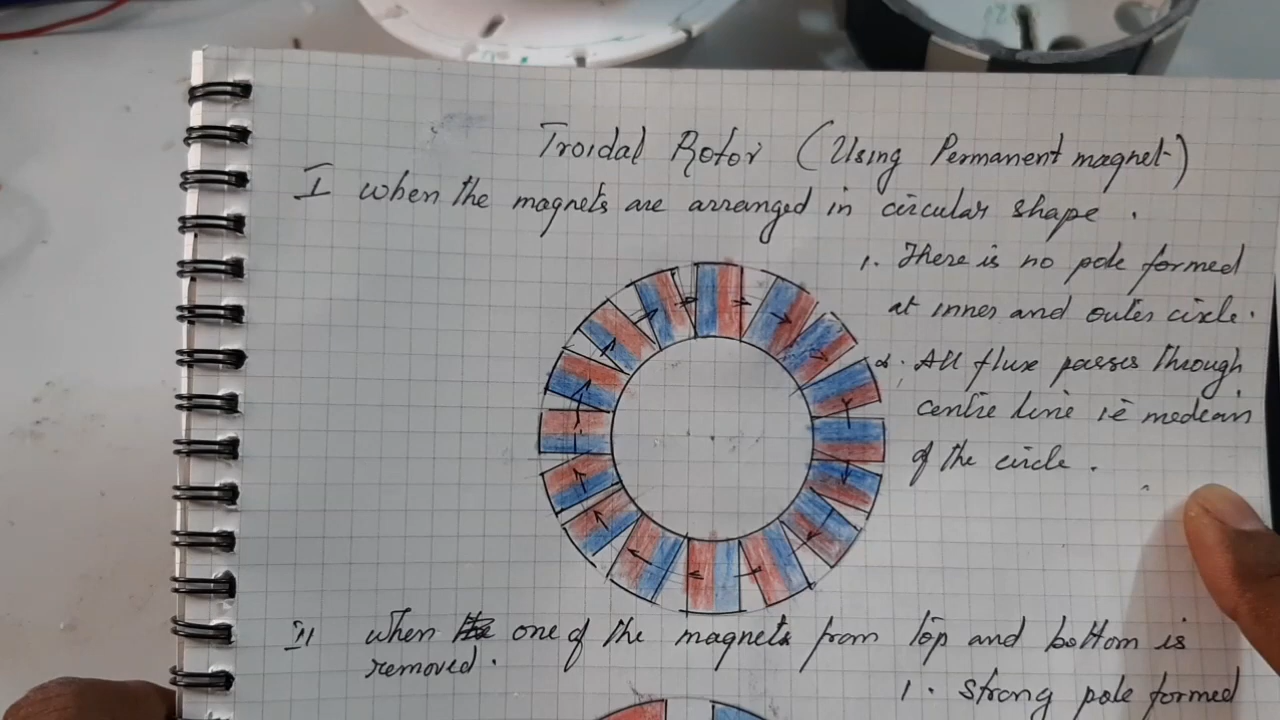 Troidal Rotor (Using Permanent magnet)
I when the magnets are arranged in circular shape.
1. There is no pole formed
at inner and outer circle.
2. All flux passes through
centre line ie medean
of the circle.
II when one of the magnets from top and bottom is
removed.
1. strong pole formed